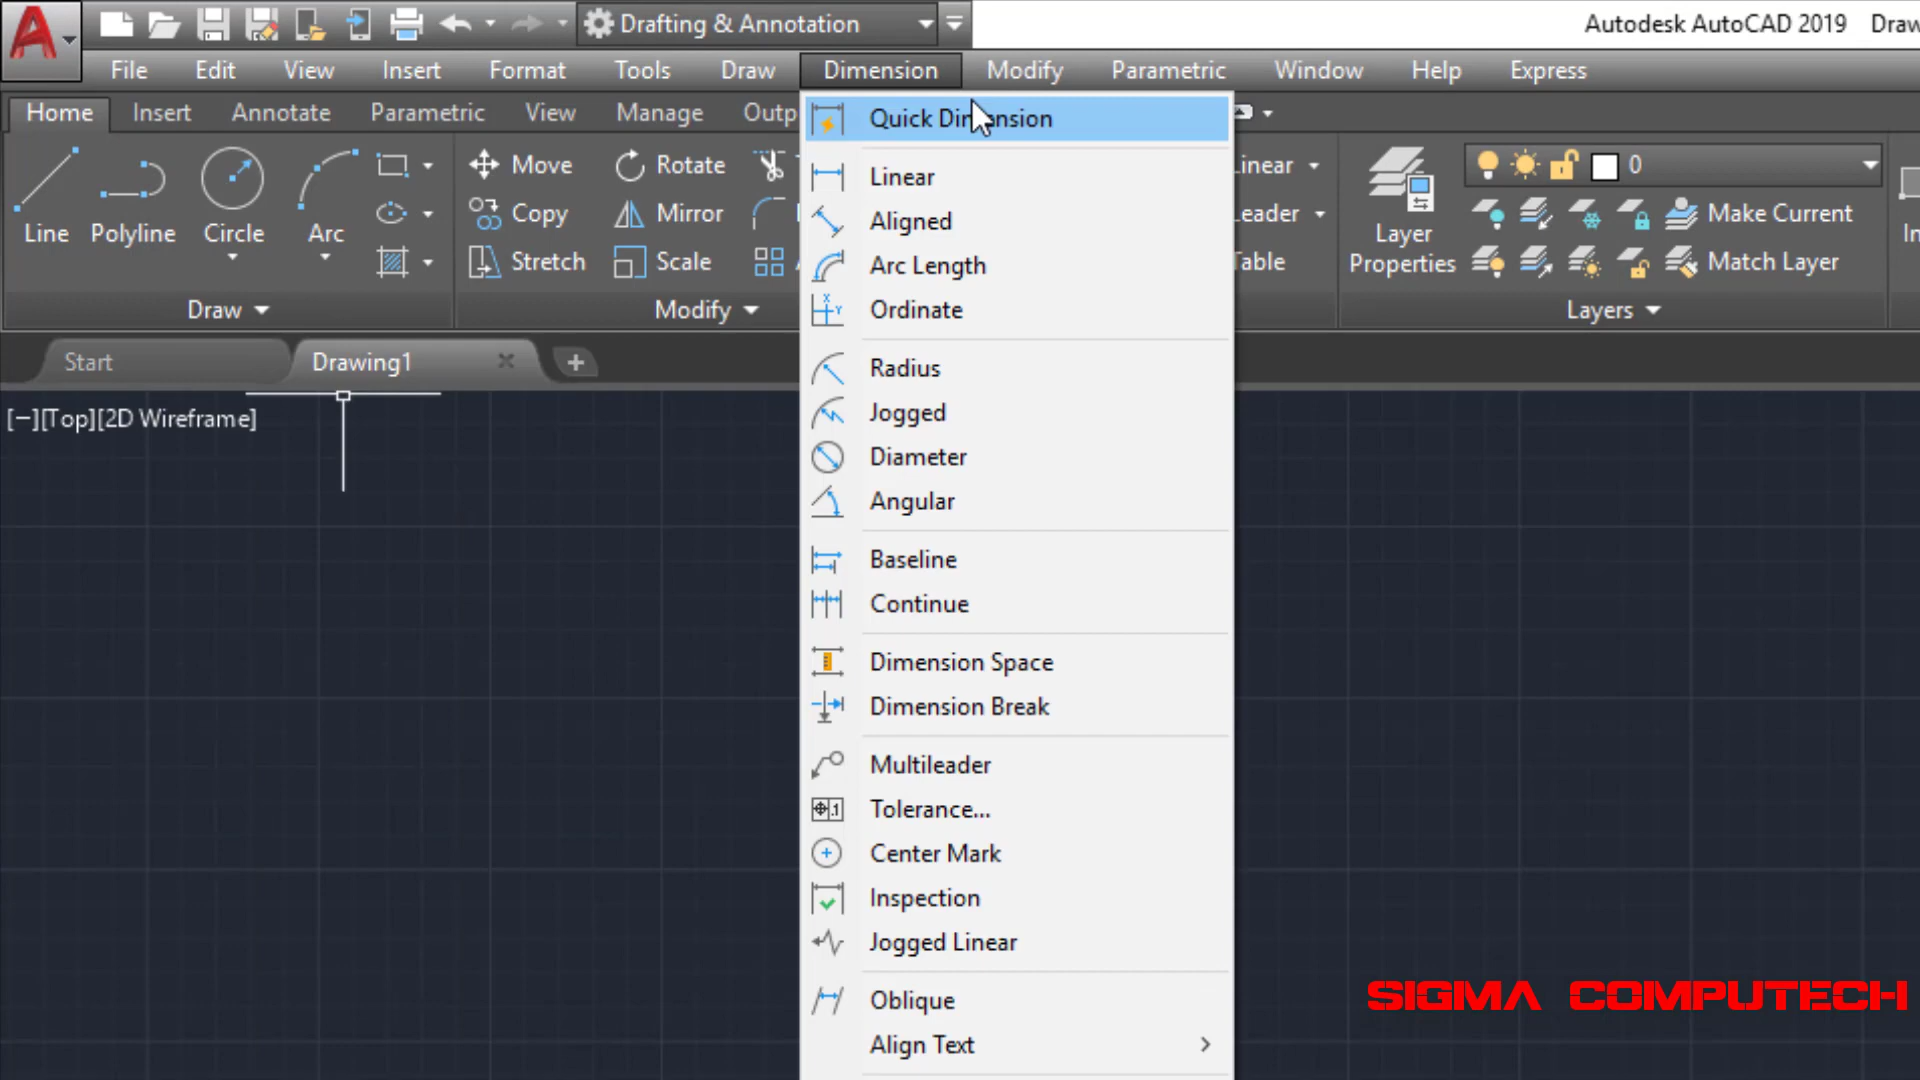 Drafting & Annotation
Autodesk AutoCAD 2019 Draw
File Edit View Insert Format Tools Draw Dimension Modify Parametric Window Help Express
Home Insert Annotate Parametric View Manage Outp
Quick Dimension
Line
Polyline
Circle
Arc
Move
Rotate
Copy
Mirror
Stretch
Scale
Linear
Leader
Table
Layer
Properties
0
Make Current
Match Layer
Draw
Modify
Layers
Start
Drawing1
[−][Top][2D Wireframe]
Linear
Aligned
Arc Length
Ordinate
Radius
Jogged
Diameter
Angular
Baseline
Continue
Dimension Space
Dimension Break
Multileader
Tolerance...
Center Mark
Inspection
Jogged Linear
Oblique
Align Text
SIGMA COMPUTECH